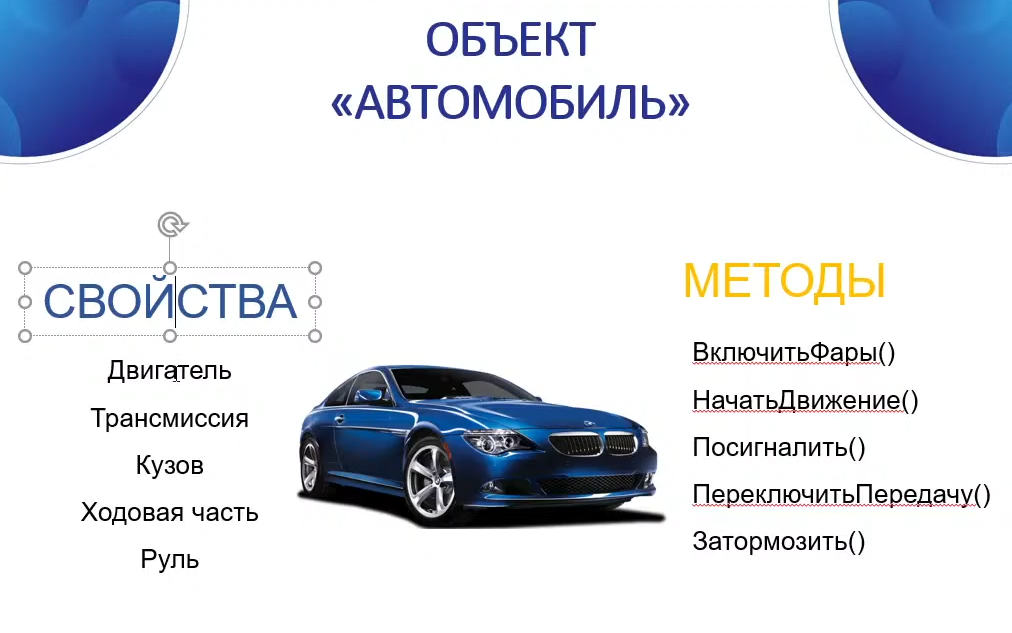 ОБЪЕКТ
«АВТОМОБИЛЬ»
СВОЙСТВА
Двигатель
Трансмиссия
Кузов
Ходовая часть
Руль
МЕТОДЫ
ВключитьФары()
НачатьДвижение()
Посигналить()
ПереключитьПередачу()
Затормозить()